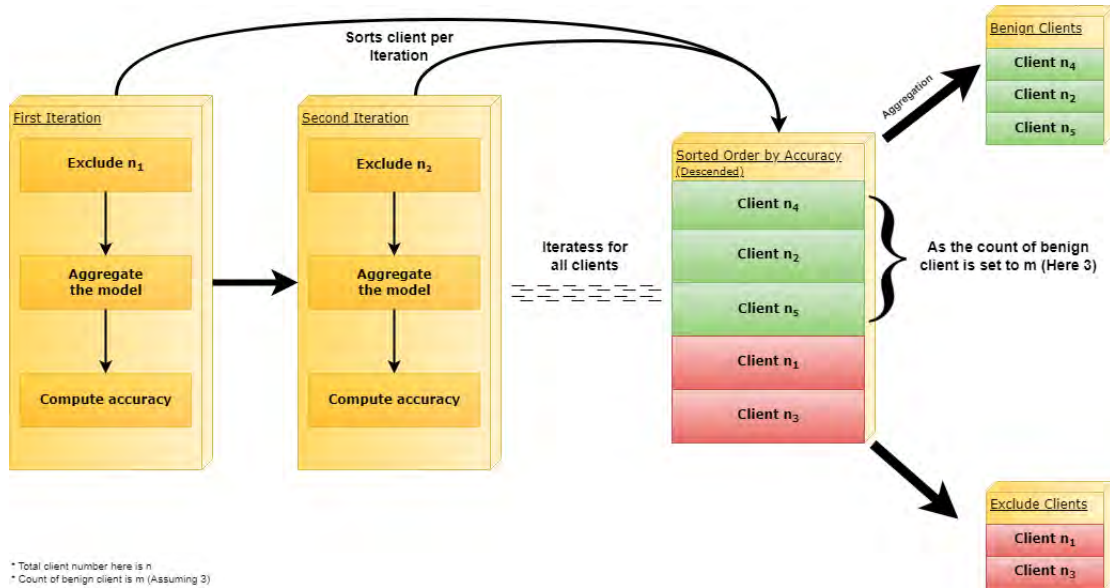 Sorts client per
Iteration
First Iteration
Exclude n₁
Aggregate
the model
Compute accuracy
Second Iteration
Exclude n₂
Aggregate
the model
Compute accuracy
Iteratess for
all clients
Sorted Order by Accuracy
(Descended)
Client n₄
Client n₂
Client n₅
Client n₁
Client n₃
As the count of benign
client is set to m (Here 3)
Aggregation
Benign Clients
Client n₄
Client n₂
Client n₅
Exclude Clients
Client n₁
Client n₃
* Total client number here is n
* Count of benign client is m (Assuming 3)